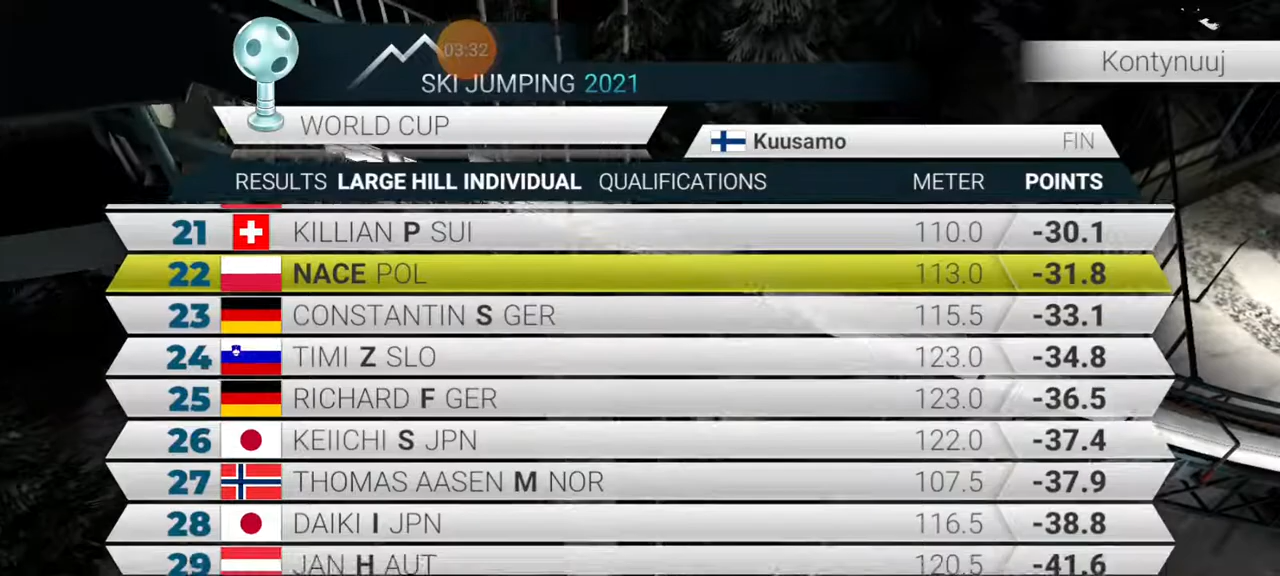 03:32
SKI JUMPING 2021
Kontynuuj
WORLD CUP
Kuusamo FIN
RESULTS LARGE HILL INDIVIDUAL QUALIFICATIONS METER POINTS
21 KILLIAN P SUI 110.0 -30.1
22 NACE POL 113.0 -31.8
23 CONSTANTIN S GER 115.5 -33.1
24 TIMI Z SLO 123.0 -34.8
25 RICHARD F GER 123.0 -36.5
26 KEIICHI S JPN 122.0 -37.4
27 THOMAS AASEN M NOR 107.5 -37.9
28 DAIKI I JPN 116.5 -38.8
29 JAN H AUT 120.5 -41.6